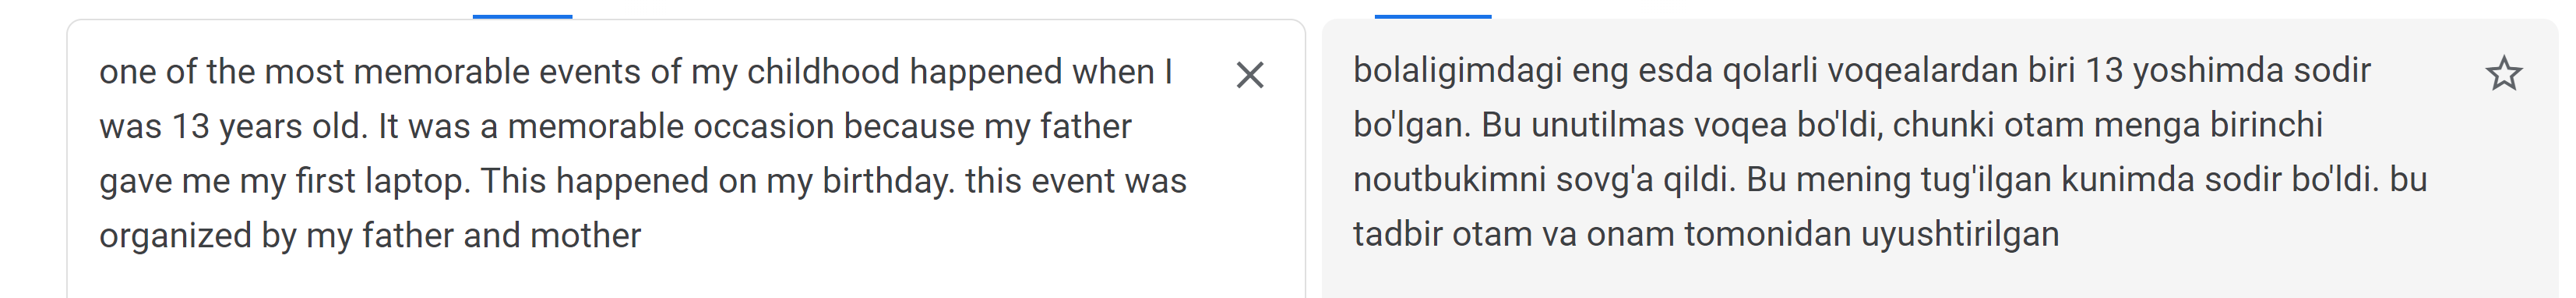 one of the most memorable events of my childhood happened when I
was 13 years old. It was a memorable occasion because my father
gave me my first laptop. This happened on my birthday. this event was
organized by my father and mother
bolaligimdagi eng esda qolarli voqealardan biri 13 yoshimda sodir
bo'lgan. Bu unutilmas voqea bo'ldi, chunki otam menga birinchi
noutbukimni sovg'a qildi. Bu mening tug'ilgan kunimda sodir bo'ldi. bu
tadbir otam va onam tomonidan uyushtirilgan